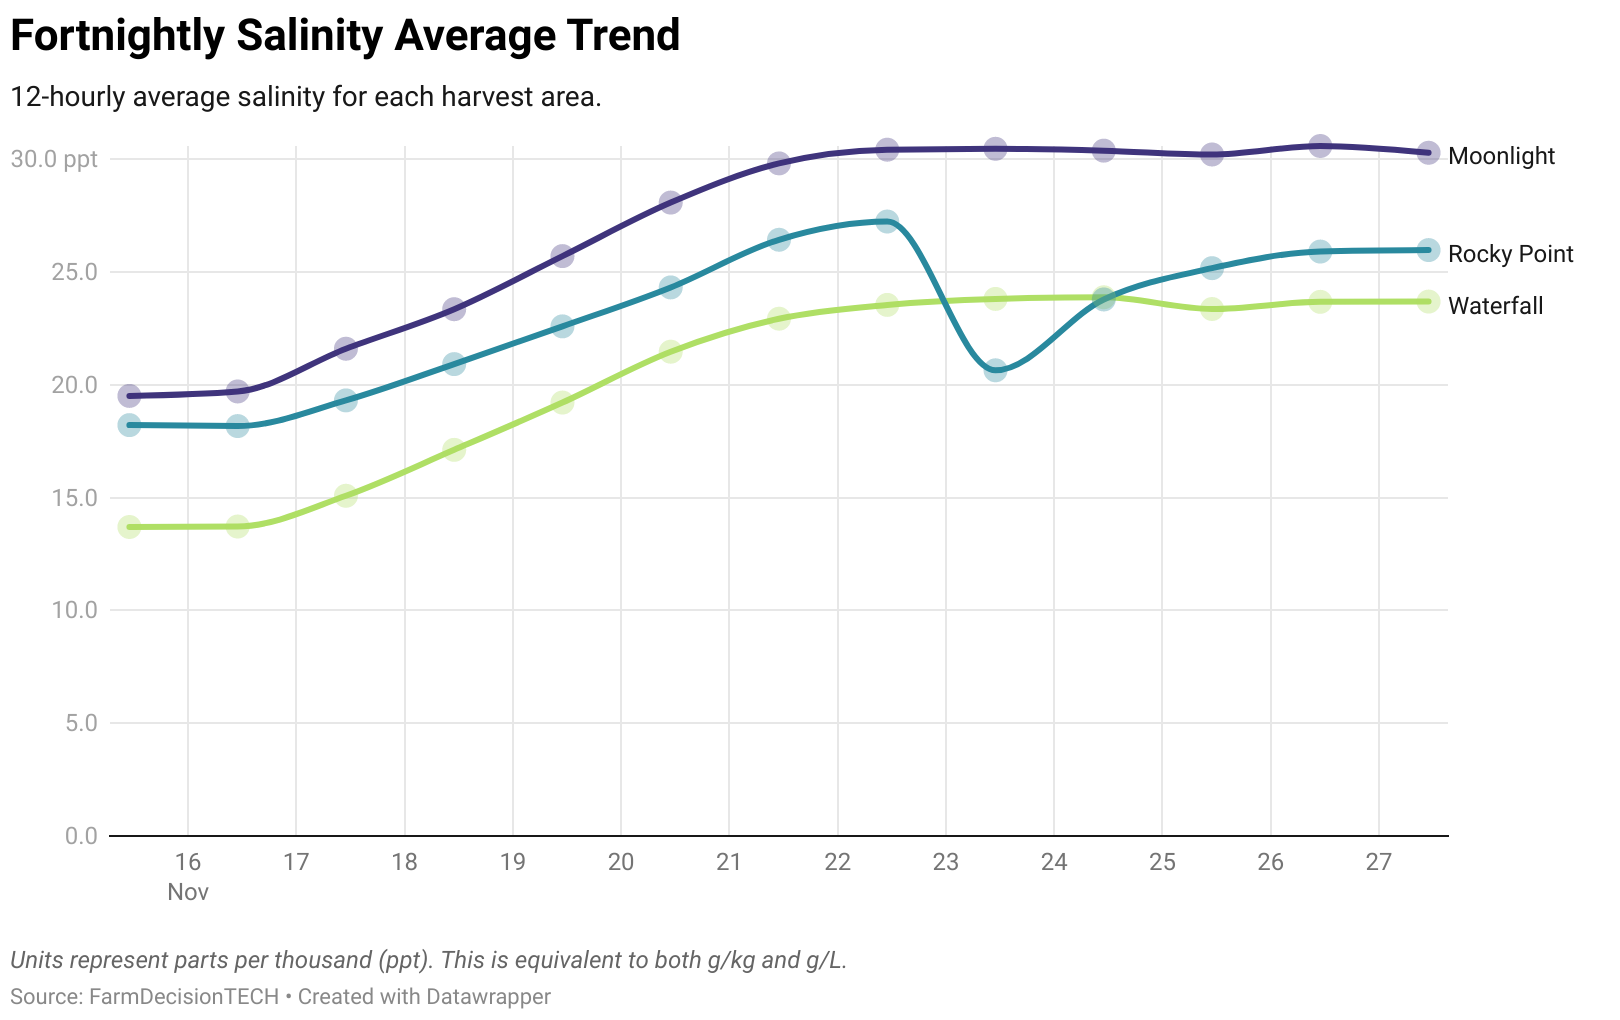 Fortnightly Salinity Average Trend
12-hourly average salinity for each harvest area.
30.0 ppt
Moonlight
Rocky Point
25.0
Waterfall
20.0
15.0
10.0
5.0
0.0
16 17 18 19 20 21 22 23 24 25 26 27
Nov
Units represent parts per thousand (ppt). This is equivalent to both g/kg and g/L.
Source: FarmDecisionTECH • Created with Datawrapper